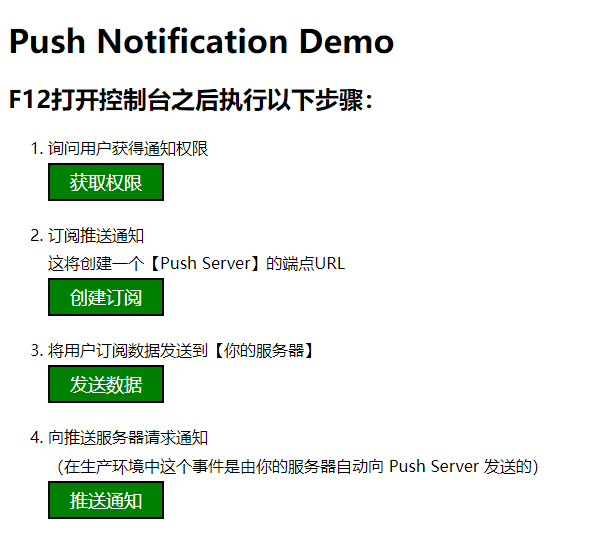 Push Notification Demo
F12打开控制台之后执行以下步骤：
1. 询问用户获得通知权限
获取权限
2. 订阅推送通知
这将创建一个【Push Server】的端点URL
创建订阅
3. 将用户订阅数据发送到【你的服务器】
发送数据
4. 向推送服务器请求通知
（在生产环境中这个事件是由你的服务器自动向 Push Server 发送的）
推送通知